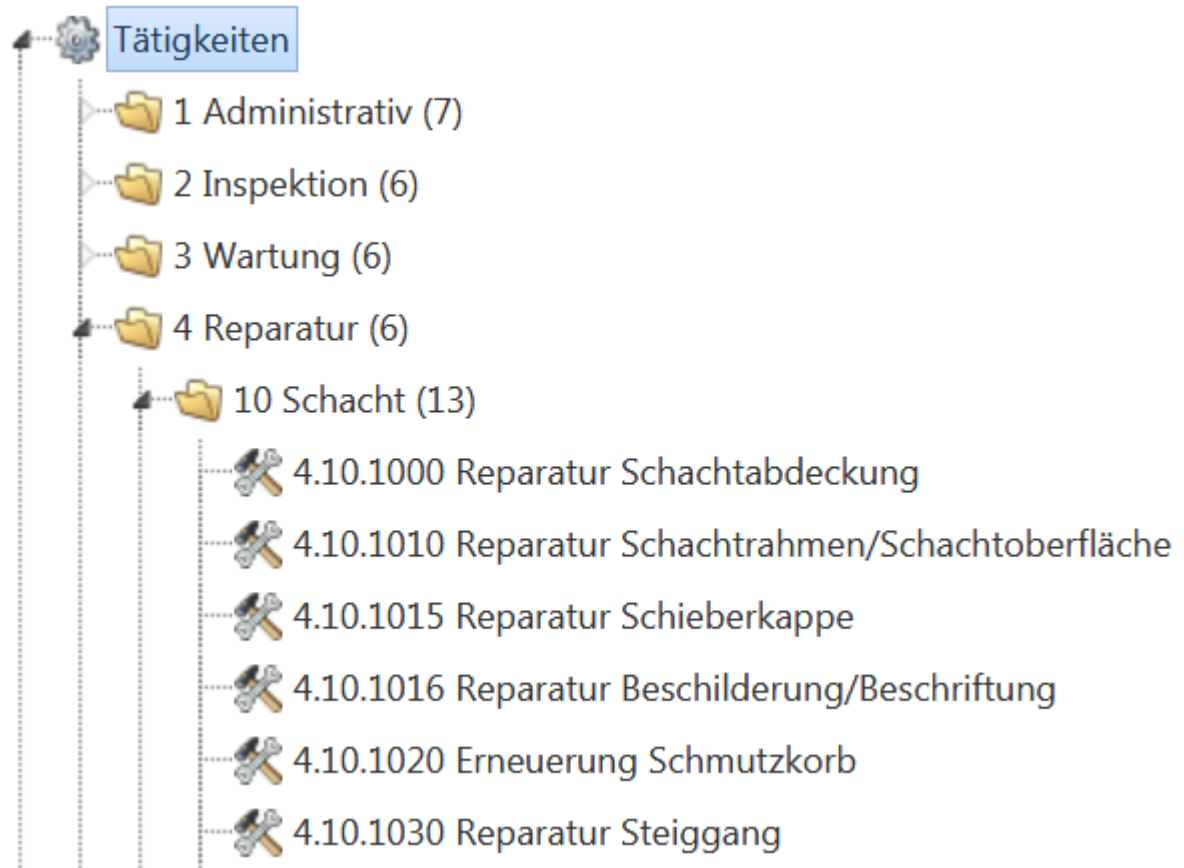 Tätigkeiten
1 Administrativ (7)
2 Inspektion (6)
3 Wartung (6)
4 Reparatur (6)
10 Schacht (13)
4.10.1000 Reparatur Schachtabdeckung
4.10.1010 Reparatur Schachtrahmen/Schachtoberfläche
4.10.1015 Reparatur Schieberkappe
4.10.1016 Reparatur Beschilderung/Beschriftung
4.10.1020 Erneuerung Schmutzkorb
4.10.1030 Reparatur Steiggang